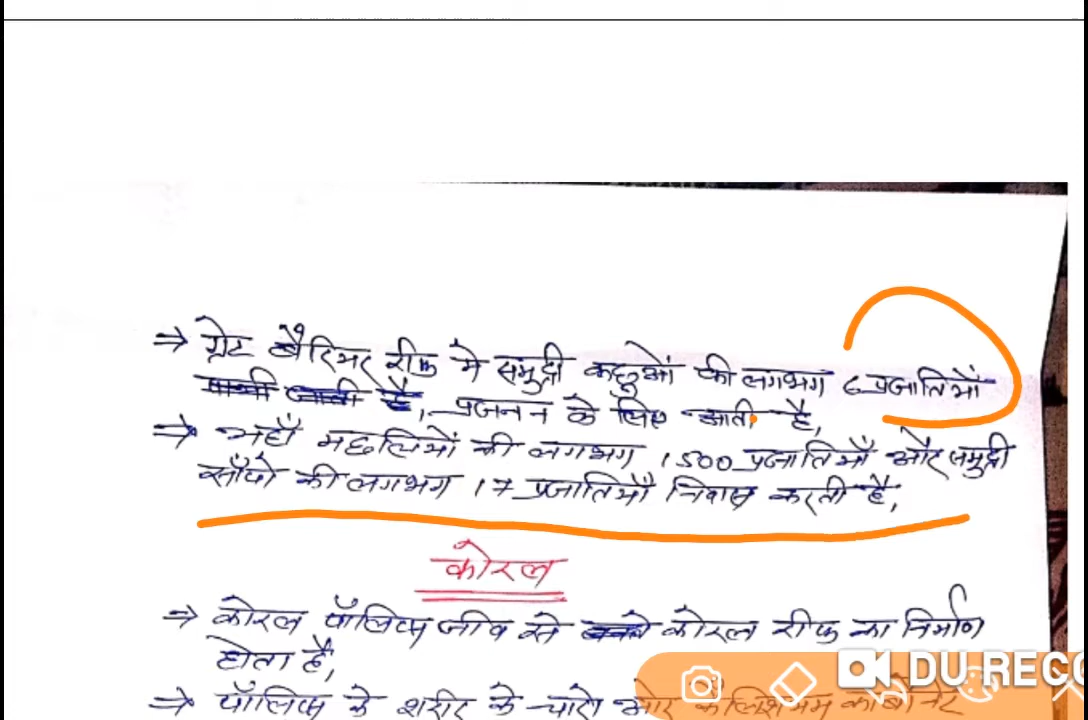 ⇒ ग्रेट बैरियर रीफ में समुद्री कछुओं की लगभग 6 प्रजातियाँ
पायी जाती है, प्रजनन के लिए आती है,
⇒ यहाँ मछलियों की लगभग 1500 प्रजातियाँ और समुद्री
साँपो की लगभग 17 प्रजातियाँ निवास करती है,
कोरल
⇒ कोरल पॉलिप्स जीव से कोरल रीफ का निर्माण
होता है,
⇒ पॉलिप्स के शरीर के चारो ओर कैल्शियम कार्बोनेट
DU RECO